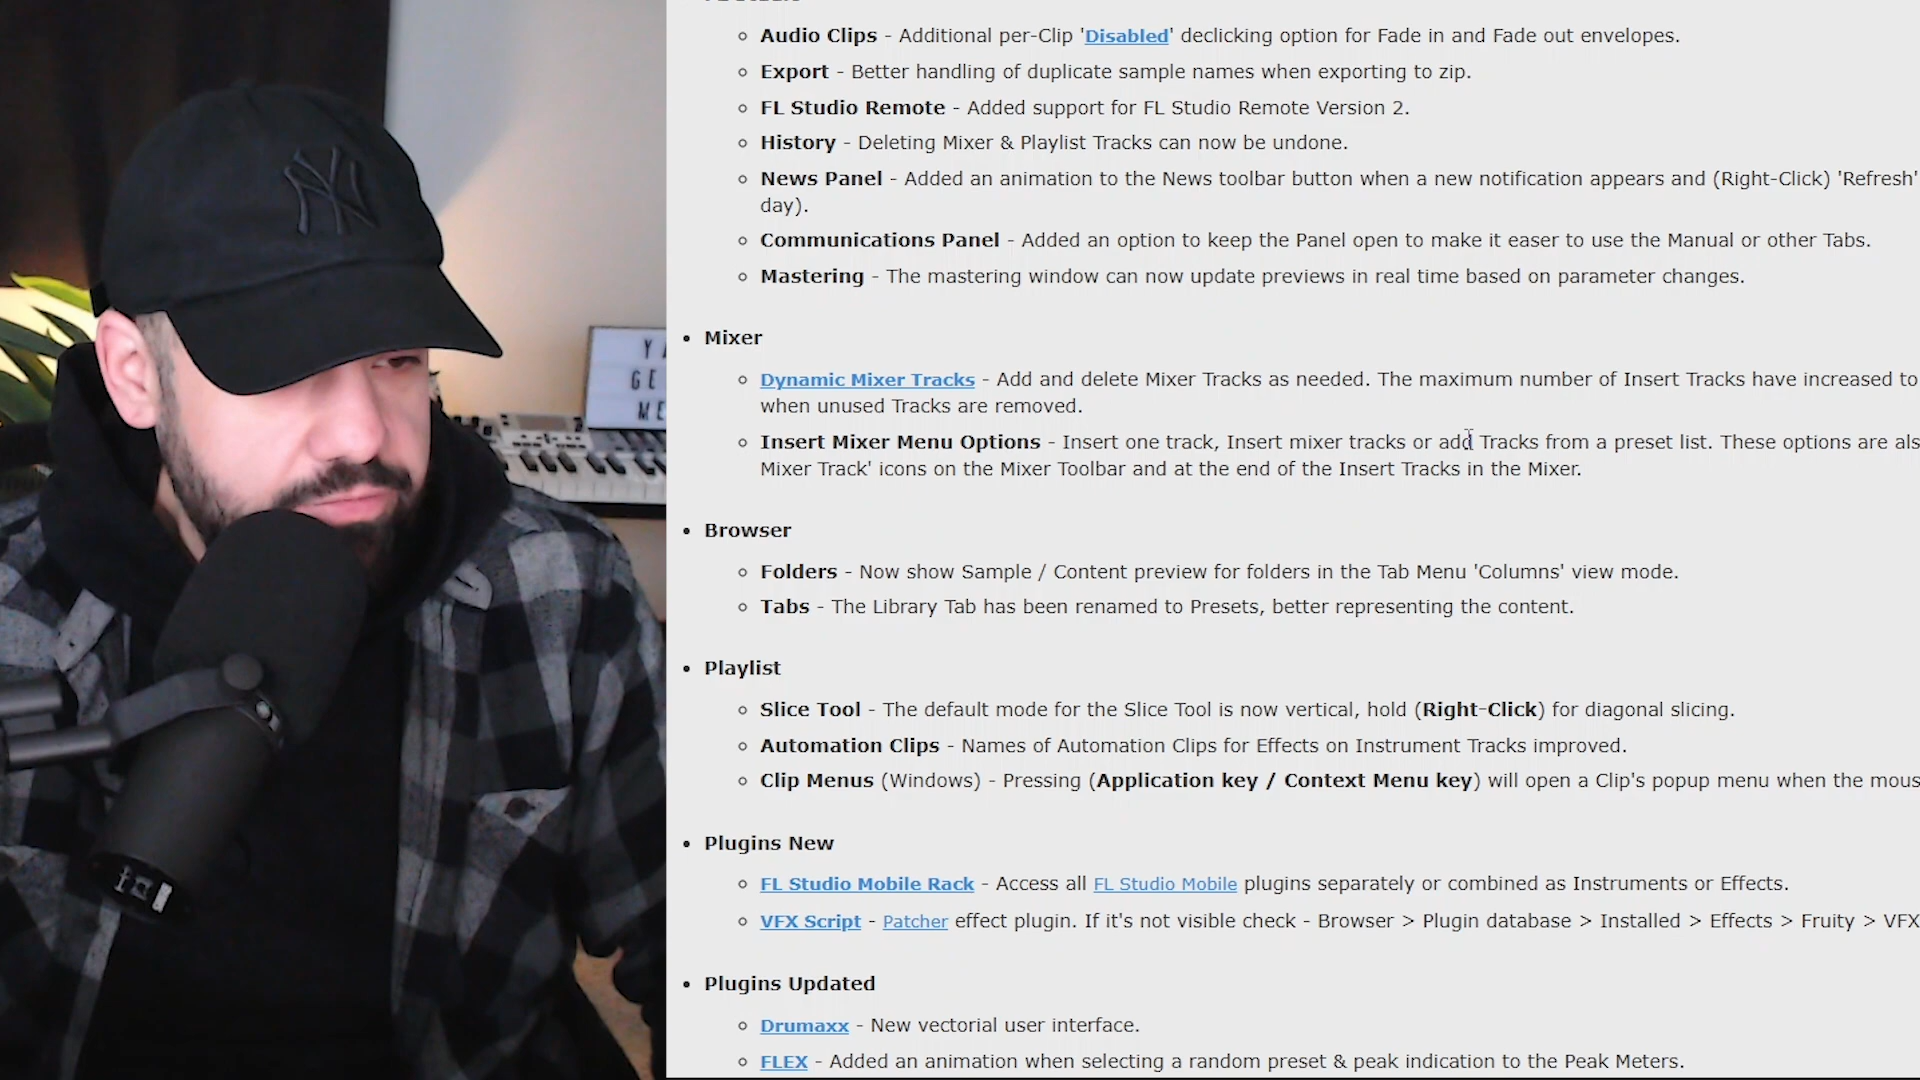 Audio Clips - Additional per-Clip 'Disabled' declicking option for Fade in and Fade out envelopes.
Export - Better handling of duplicate sample names when exporting to zip.
FL Studio Remote - Added support for FL Studio Remote Version 2.
History - Deleting Mixer & Playlist Tracks can now be undone.
News Panel - Added an animation to the News toolbar button when a new notification appears and (Right-Click) 'Refresh'
day).
Communications Panel - Added an option to keep the Panel open to make it easer to use the Manual or other Tabs.
Mastering - The mastering window can now update previews in real time based on parameter changes.
Mixer
Dynamic Mixer Tracks - Add and delete Mixer Tracks as needed. The maximum number of Insert Tracks have increased to
when unused Tracks are removed.
Insert Mixer Menu Options - Insert one track, Insert mixer tracks or add Tracks from a preset list. These options are als
Mixer Track' icons on the Mixer Toolbar and at the end of the Insert Tracks in the Mixer.
Browser
Folders - Now show Sample / Content preview for folders in the Tab Menu 'Columns' view mode.
Tabs - The Library Tab has been renamed to Presets, better representing the content.
Playlist
Slice Tool - The default mode for the Slice Tool is now vertical, hold (Right-Click) for diagonal slicing.
Automation Clips - Names of Automation Clips for Effects on Instrument Tracks improved.
Clip Menus (Windows) - Pressing (Application key / Context Menu key) will open a Clip's popup menu when the mous
Plugins New
FL Studio Mobile Rack - Access all FL Studio Mobile plugins separately or combined as Instruments or Effects.
VFX Script - Patcher effect plugin. If it's not visible check - Browser > Plugin database > Installed > Effects > Fruity > VFX
Plugins Updated
Drumaxx - New vectorial user interface.
FLEX - Added an animation when selecting a random preset & peak indication to the Peak Meters.
NY